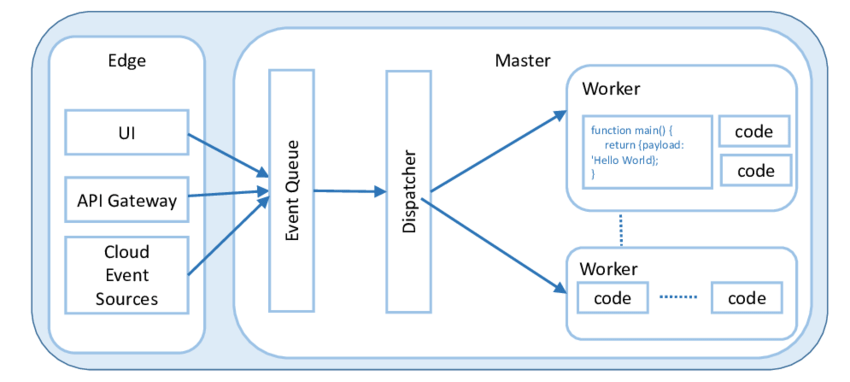 Edge
UI
API Gateway
Cloud
Event
Sources
Master
Event Queue
Dispatcher
Worker
function main() {
return {payload:
'Hello World};
}
code
code
Worker
code
code